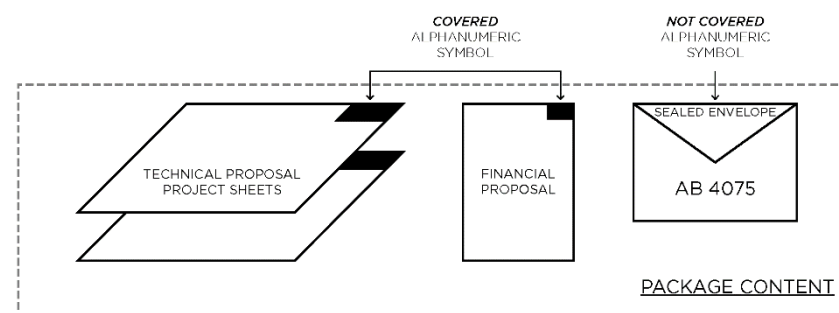 COVERED
ALPHANUMERIC
SYMBOL
NOT COVERED
ALPHANUMERIC
SYMBOL
TECHNICAL PROPOSAL
PROJECT SHEETS
FINANCIAL
PROPOSAL
SEALED ENVELOPE
AB 4075
PACKAGE CONTENT